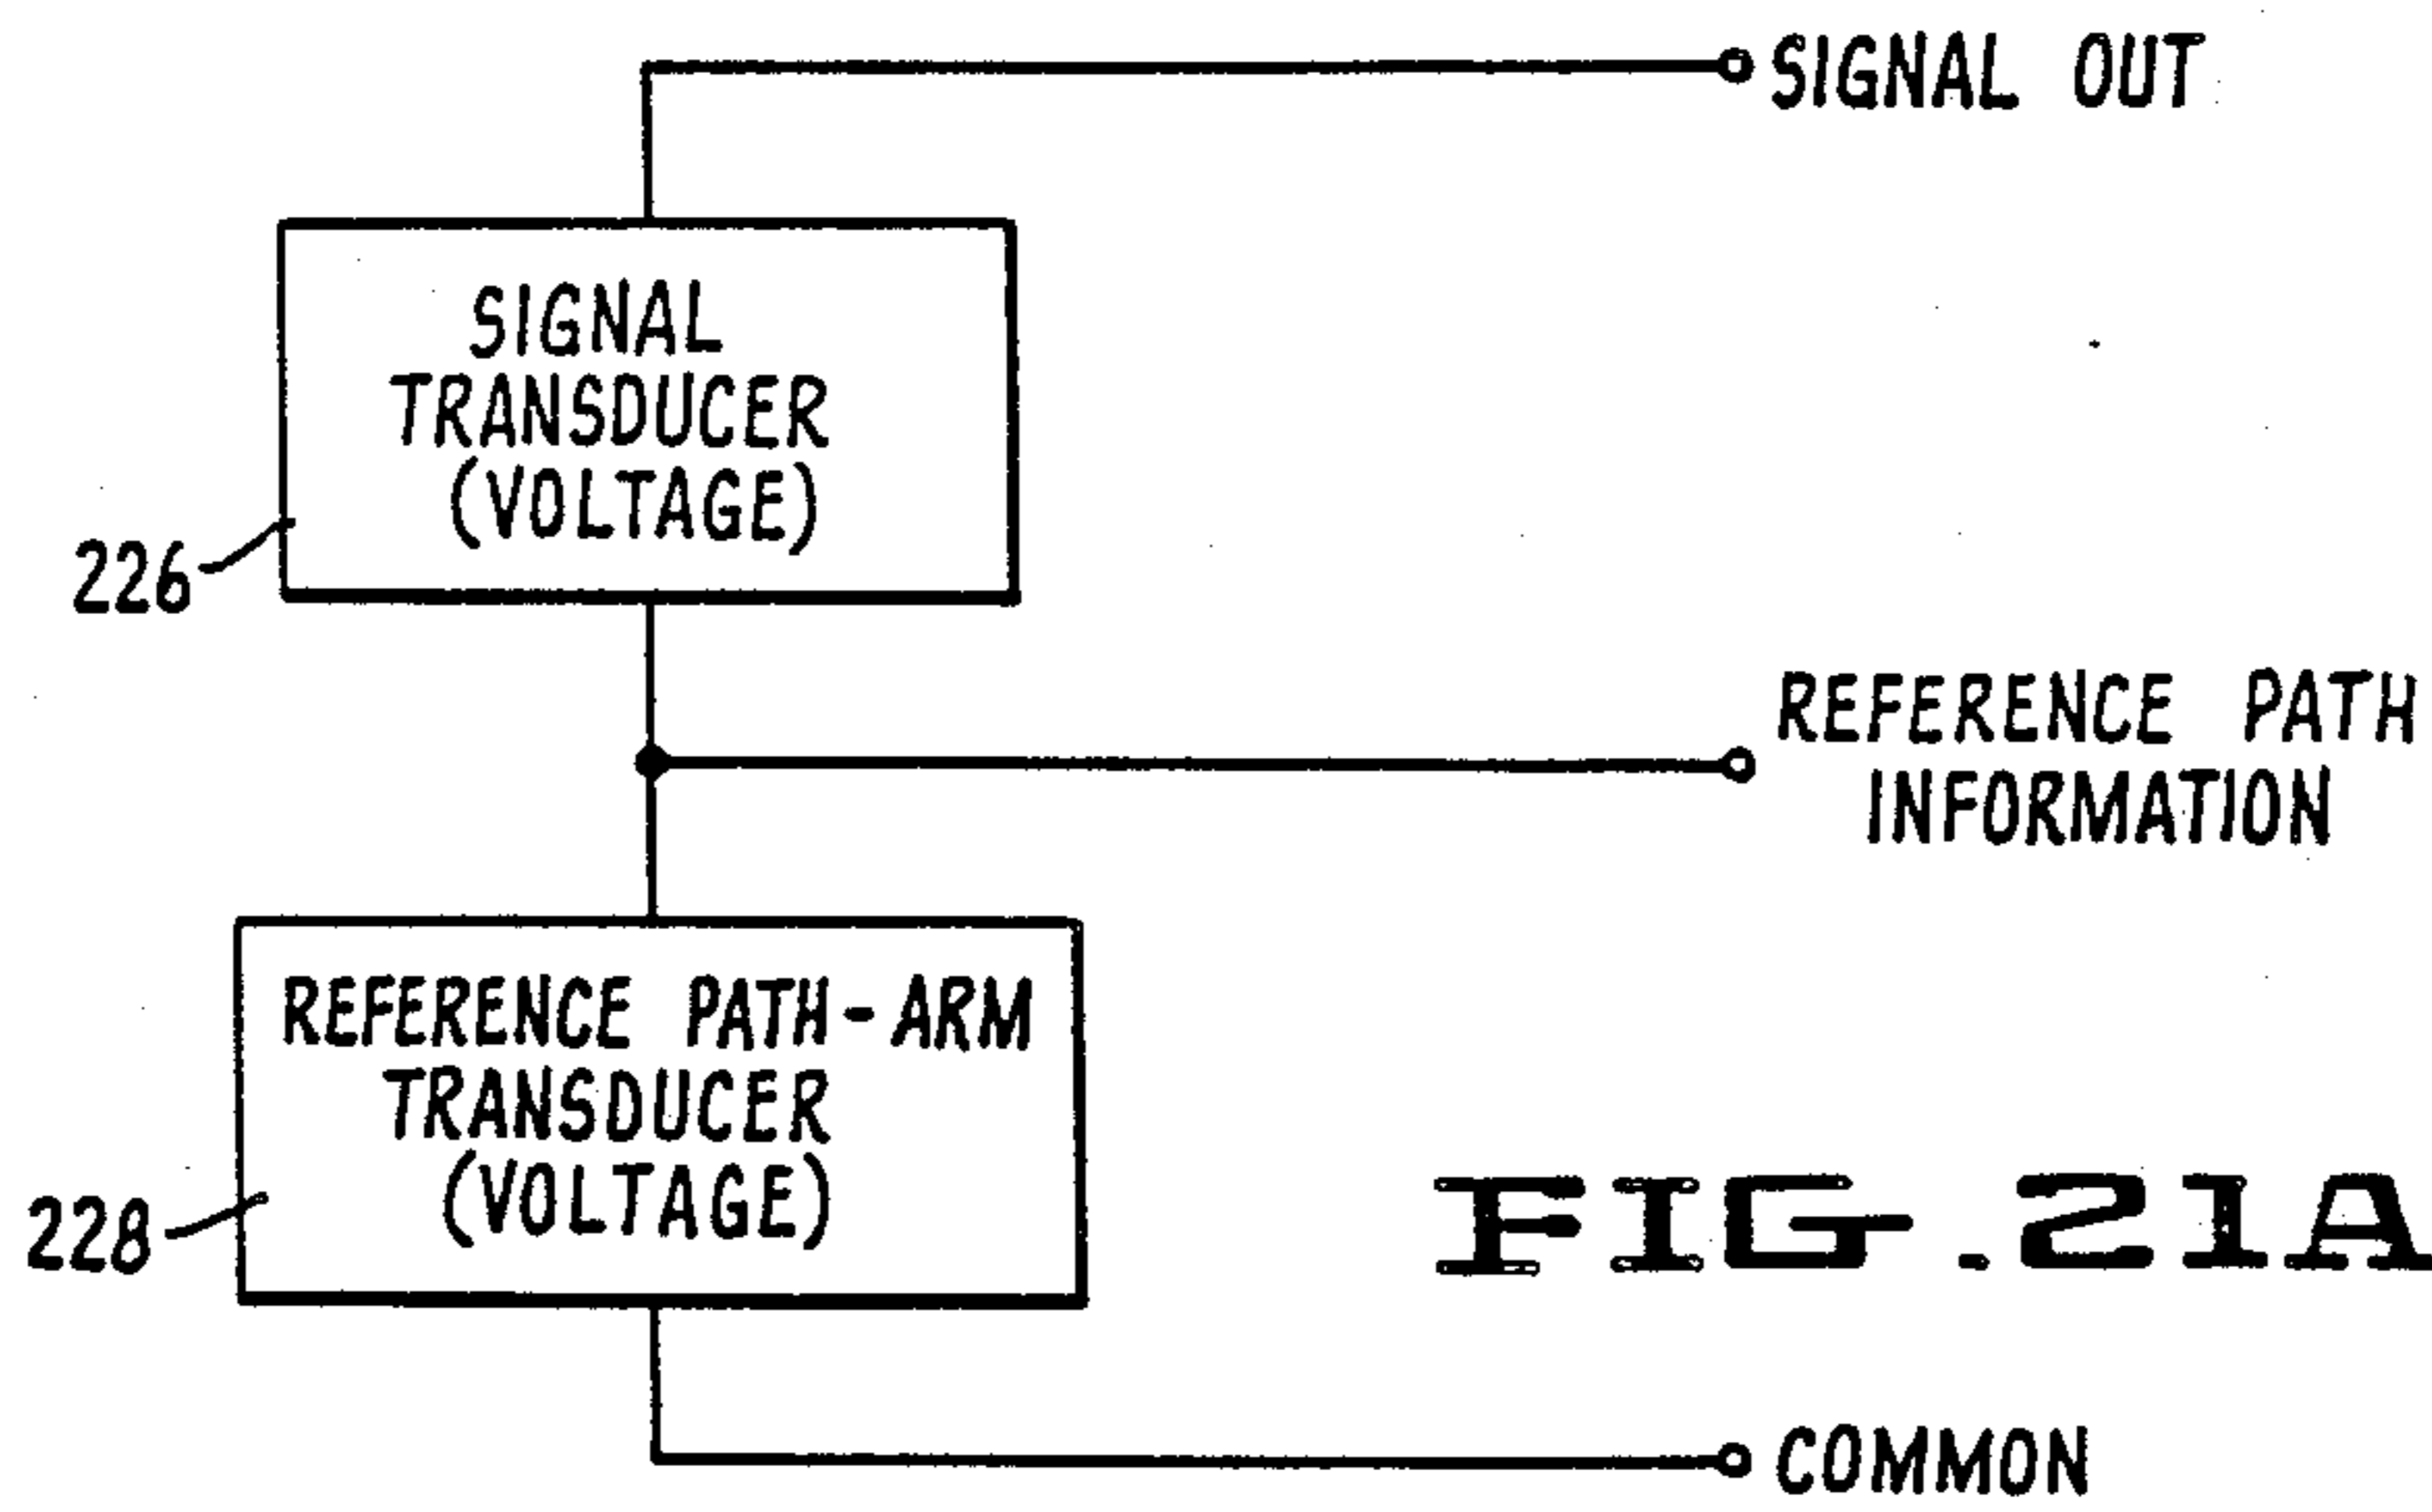 SIGNAL OUT
SIGNAL
TRANSDUCER
(VOLTAGE)
226
REFERENCE PATH
INFORMATION
REFERENCE PATH-ARM
TRANSDUCER
(VOLTAGE)
228
FIG.21A
COMMON